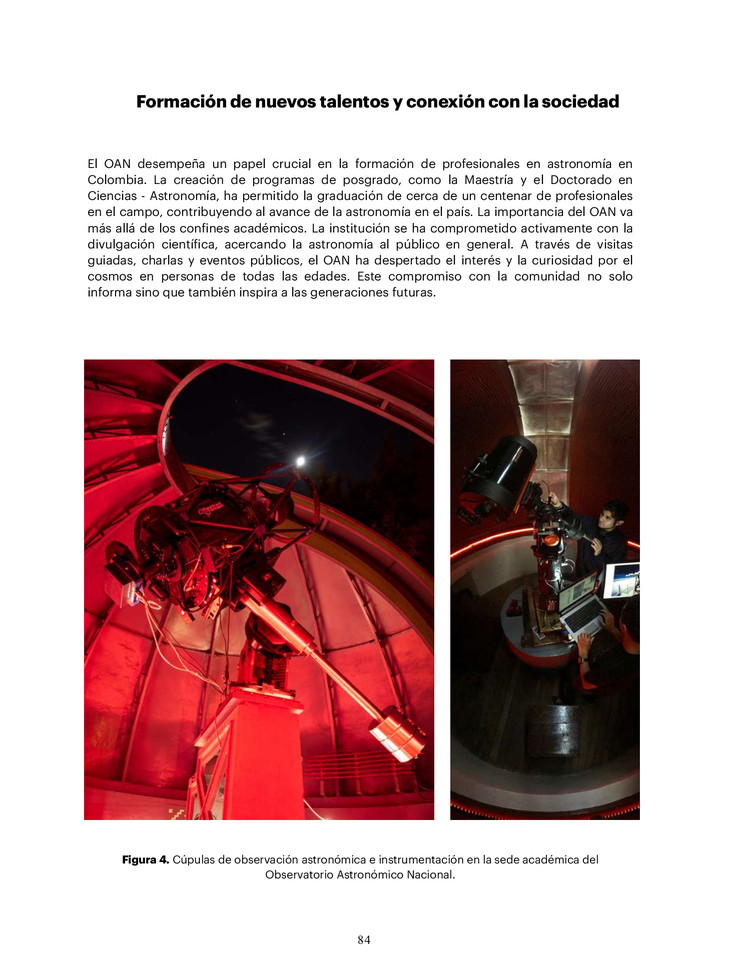 Formación de nuevos talentos y conexión con la sociedad
El OAN desempeña un papel crucial en la formación de profesionales en astronomía en
Colombia. La creación de programas de posgrado, como la Maestría y el Doctorado en
Ciencias - Astronomía, ha permitido la graduación de cerca de un centenar de profesionales
en el campo, contribuyendo al avance de la astronomía en el país. La importancia del OAN va
más allá de los confines académicos. La institución se ha comprometido activamente con la
divulgación científica, acercando la astronomía al público en general. A través de visitas
guiadas, charlas y eventos públicos, el OAN ha despertado el interés y la curiosidad por el
cosmos en personas de todas las edades. Este compromiso con la comunidad no solo
informa sino que también inspira a las generaciones futuras.
Figura 4. Cúpulas de observación astronómica e instrumentación en la sede académica del
Observatorio Astronómico Nacional.
84